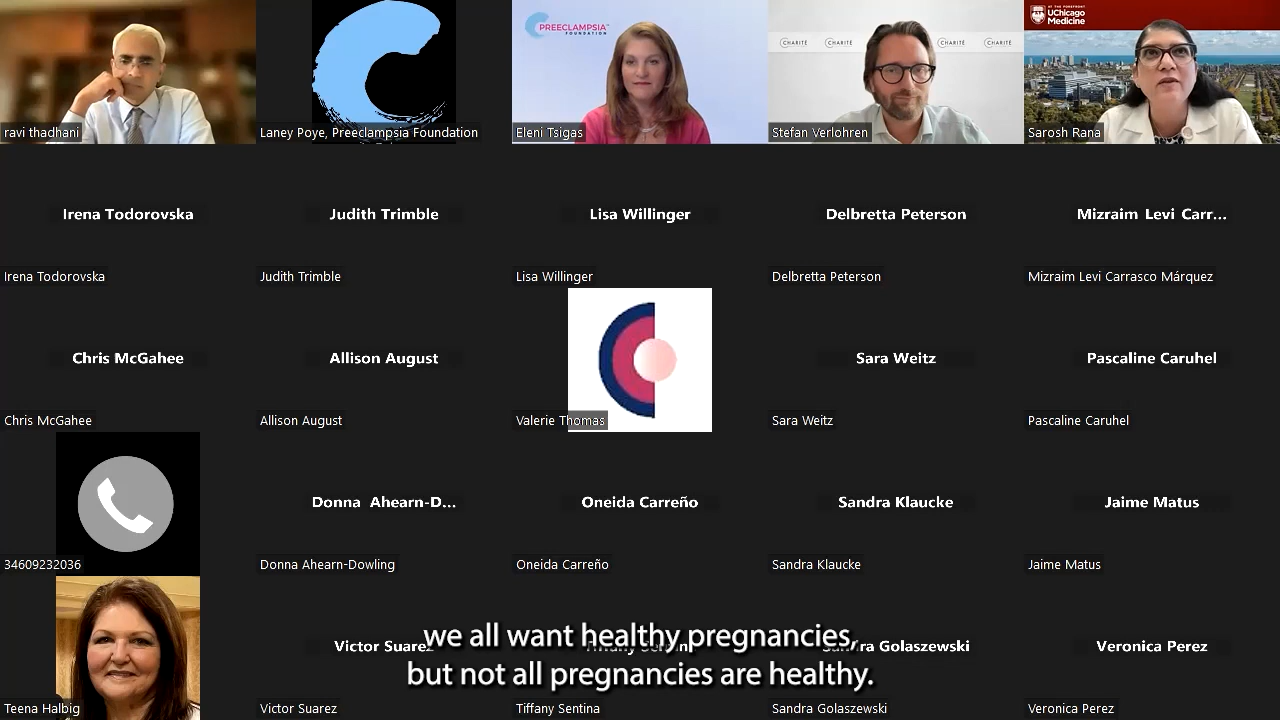 PREECLAMPSIA
FOUNDATION
CHARITÉ CHARITÉ CHARITÉ CHARITÉ
AT THE FOREFRONT
UChicago
Medicine
ravi thadhani
Laney Poye, Preeclampsia Foundation
Eleni Tsigas
Stefan Verlohren
Sarosh Rana
Irena Todorovska
Judith Trimble
Lisa Willinger
Delbretta Peterson
Mizraim Levi Carr...
Irena Todorovska
Judith Trimble
Lisa Willinger
Delbretta Peterson
Mizraim Levi Carrasco Márquez
Chris McGahee
Allison August
Sara Weitz
Pascaline Caruhel
Chris McGahee
Allison August
Valerie Thomas
Sara Weitz
Pascaline Caruhel
Donna Ahearn-D...
Oneida Carreño
Sandra Klaucke
Jaime Matus
34609232036
Donna Ahearn-Dowling
Oneida Carreño
Sandra Klaucke
Jaime Matus
Victor Suarez
Golaszewski
Veronica Perez
we all want healthy pregnancies,
but not all pregnancies are healthy.
Teena Halbig
Victor Suarez
Tiffany Sentina
Sandra Golaszewski
Veronica Perez